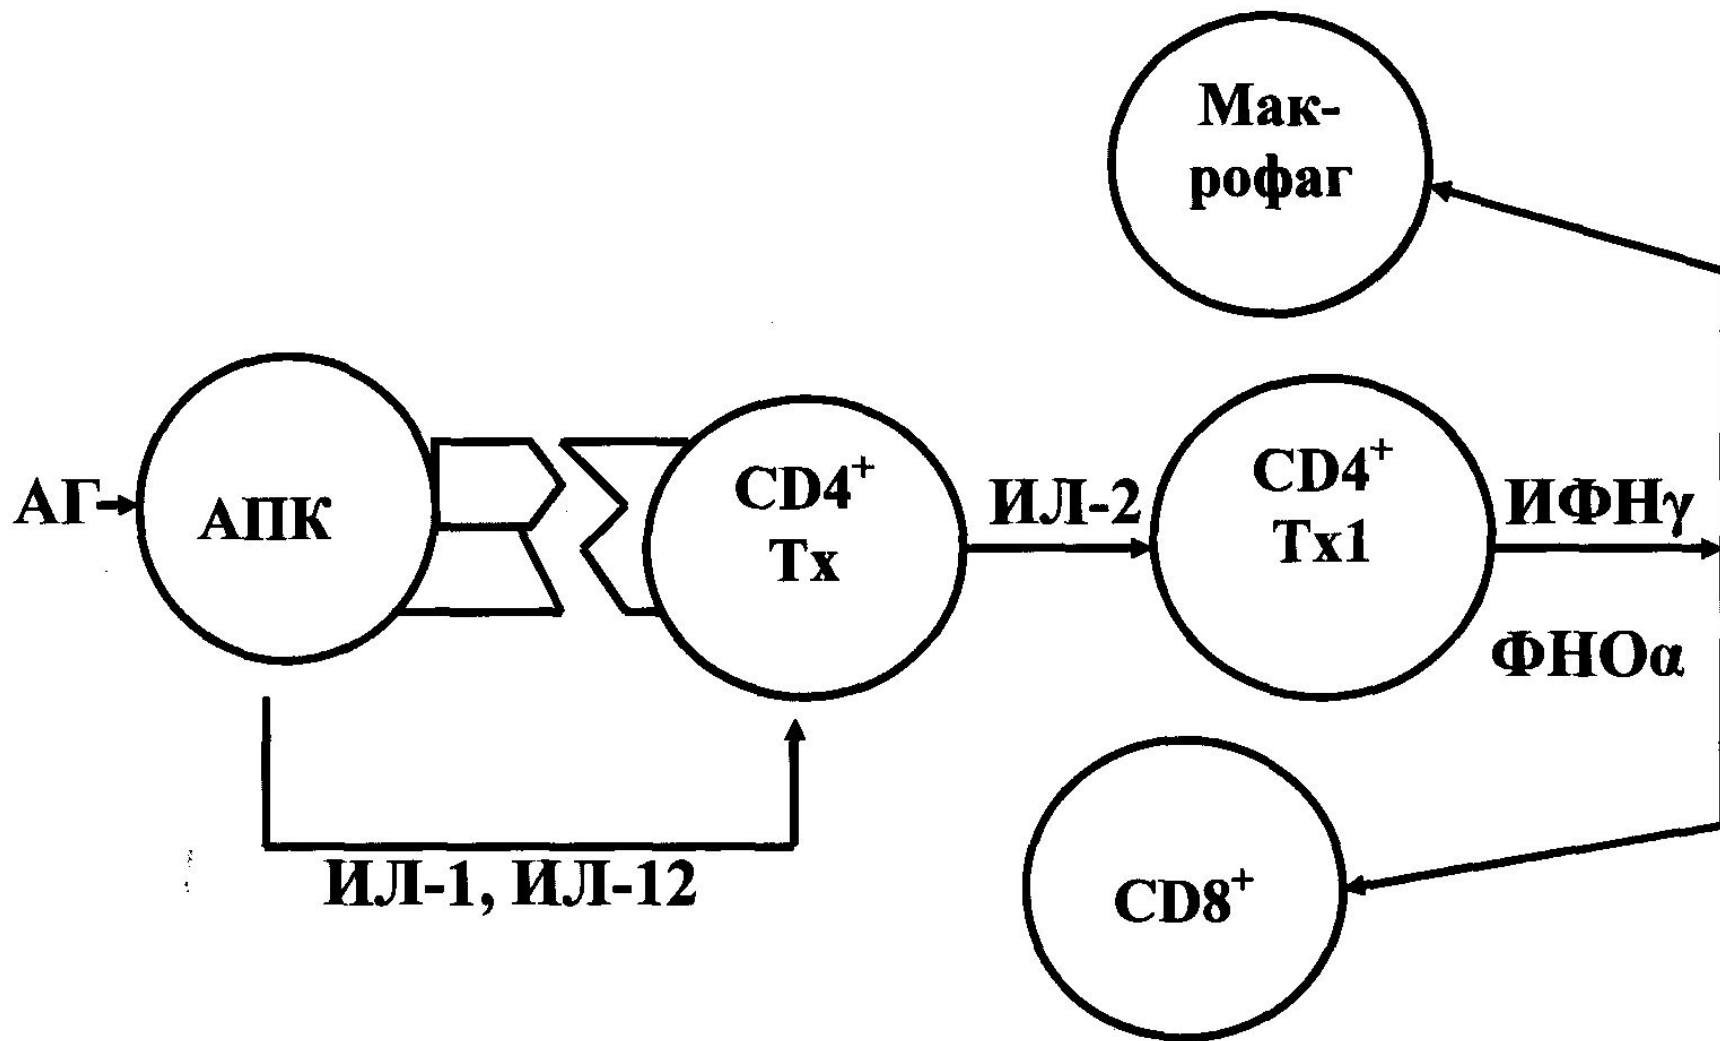 Мак-
рофаг
АГ
АПК
CD4⁺
Тх
ИЛ-2
CD4⁺
Тх1
ИФНγ
ФНОα
ИЛ-1, ИЛ-12
CD8⁺